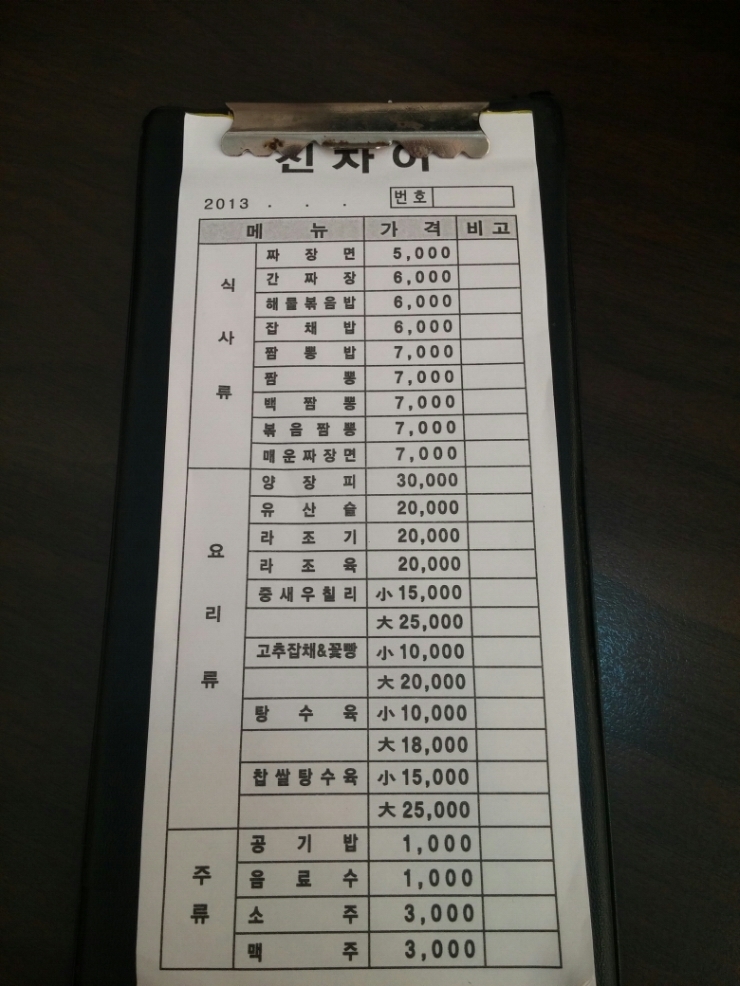 2013 . . . 번호
메 뉴 가 격 비고
식사류
짜 장 면 5,000
간 짜 장 6,000
해물볶음밥 6,000
잡 채 밥 6,000
짬 뽕 밥 7,000
짬 뽕 7,000
백 짬 뽕 7,000
볶 음 짬 뽕 7,000
매운짜장면 7,000
요리류
양 장 피 30,000
유 산 슬 20,000
라 조 기 20,000
라 조 육 20,000
중새우칠리 小 15,000
大 25,000
고추잡채&꽃빵 小 10,000
大 20,000
탕 수 육 小 10,000
大 18,000
찹쌀탕수육 小 15,000
大 25,000
주류
공 기 밥 1,000
음 료 수 1,000
소 주 3,000
맥 주 3,000